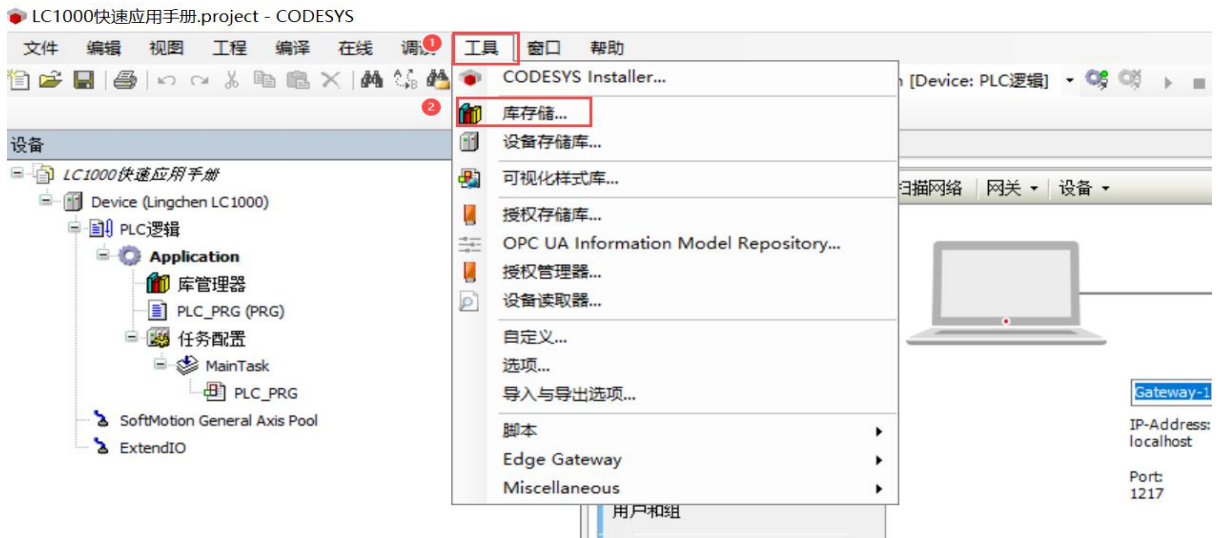 LC1000快速应用手册.project - CODESYS
文件 编辑 视图 工程 编译 在线 调试 1 工具 窗口 帮助
CODESYS Installer...
[Device: PLC逻辑]
2 库存储...
设备存储库...
设备
可视化样式库...
扫描网络 网关 设备
LC1000快速应用手册
Device (Lingchen LC1000)
授权存储库...
PLC逻辑
OPC UA Information Model Repository...
Application
授权管理器...
库管理器
设备读取器...
PLC_PRG (PRG)
任务配置
自定义...
MainTask
选项...
PLC_PRG
导入与导出选项...
Gateway-1
SoftMotion General Axis Pool
IP-Address:
脚本
localhost
ExtendIO
Edge Gateway
Port:
Miscellaneous
1217
用户和组